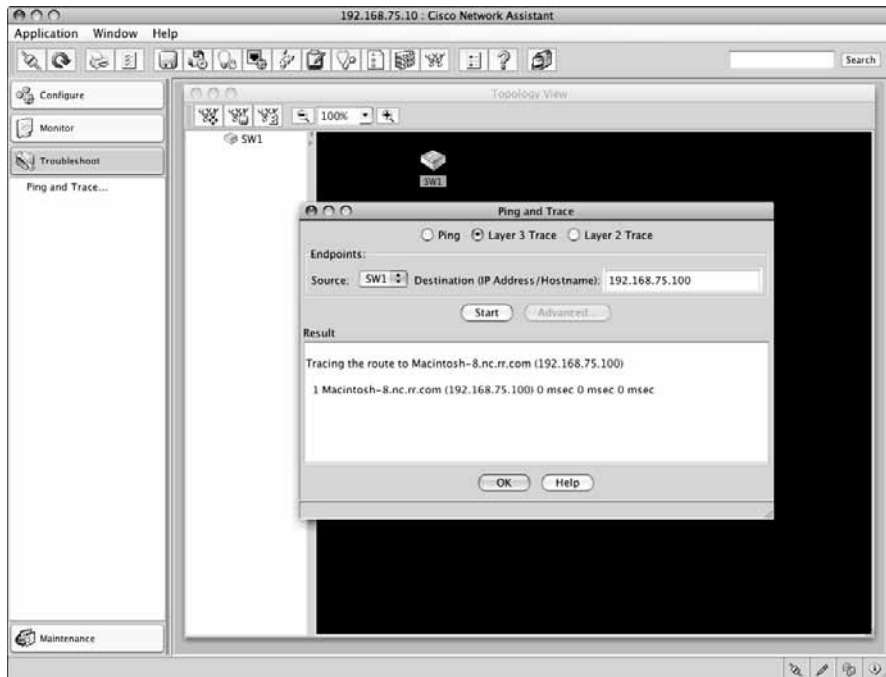 192.168.75.10 : Cisco Network Assistant
Application Window Help
Search
Configure
Monitor
Troubleshoot
Ping and Trace...
Maintenance
Topology View
100%
SW1
SW1
Ping and Trace
Ping Layer 3 Trace Layer 2 Trace
Endpoints:
Source: SW1 Destination (IP Address/Hostname): 192.168.75.100
Start Advanced...
Result
Tracing the route to Macintosh-8.nc.rr.com (192.168.75.100)
1 Macintosh-8.nc.rr.com (192.168.75.100) 0 msec 0 msec 0 msec
OK Help